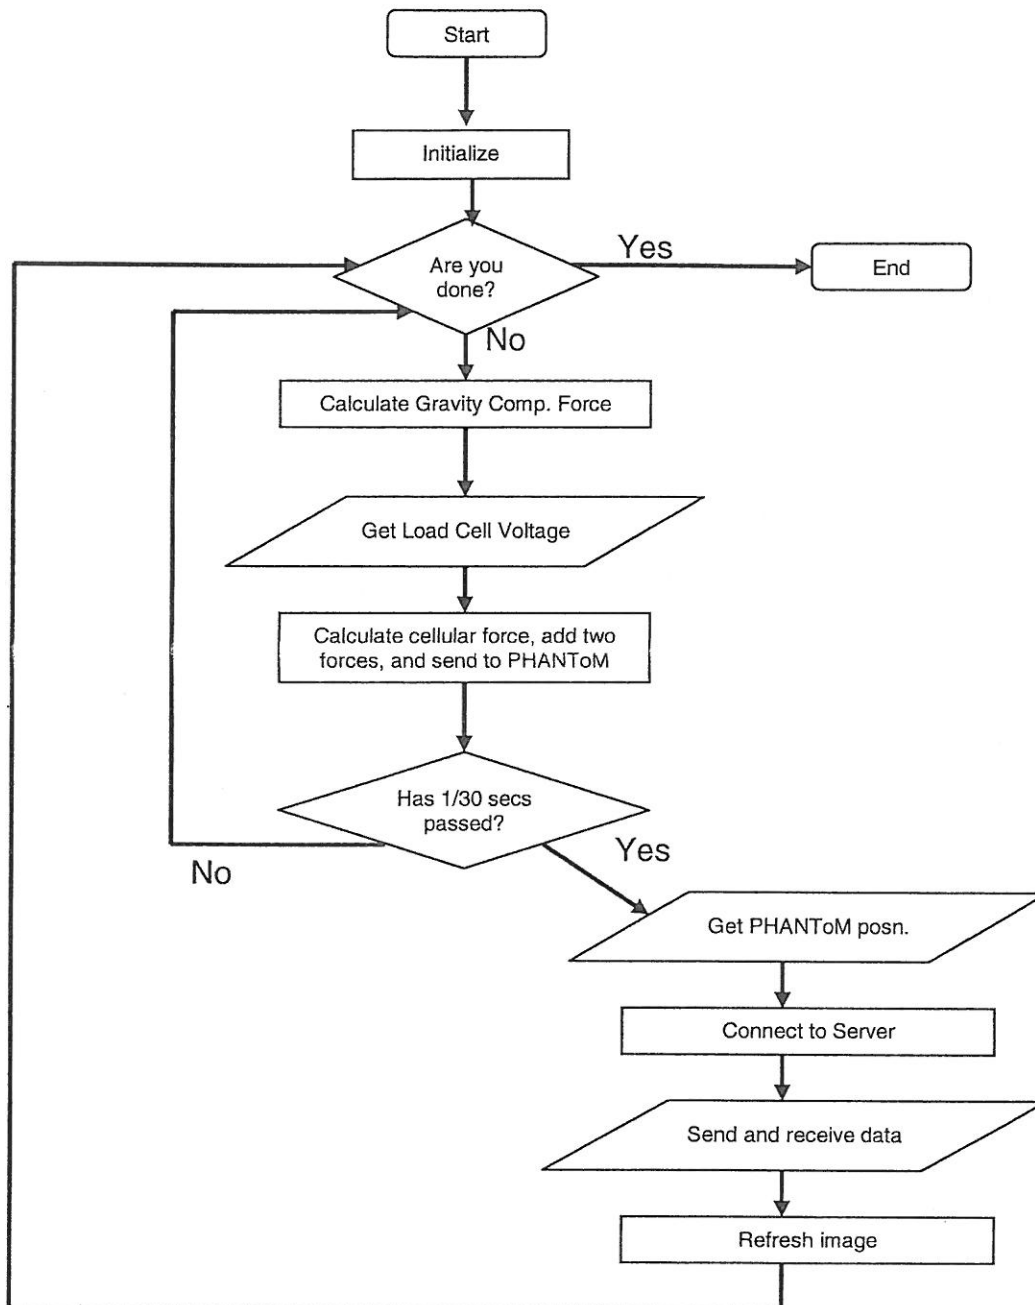 Start
Initialize
Are you
done?
Yes
End
No
Calculate Gravity Comp. Force
Get Load Cell Voltage
Calculate cellular force, add two
forces, and send to PHANToM
Has 1/30 secs
passed?
No
Yes
Get PHANToM posn.
Connect to Server
Send and receive data
Refresh image